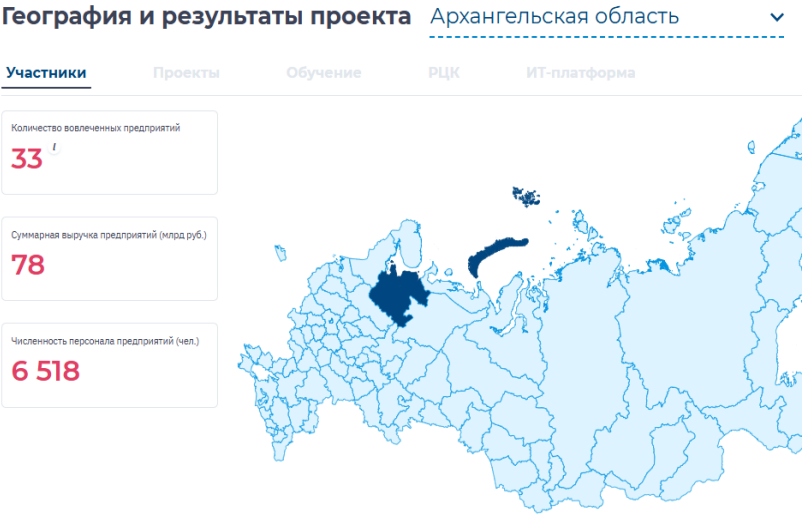 География и результаты проекта Архангельская область
Участники Проекты Обучение РЦК ИТ-платформа
Количество вовлеченных предприятий
33 i
Суммарная выручка предприятий (млрд руб.)
78
Численность персонала предприятий (чел.)
6 518